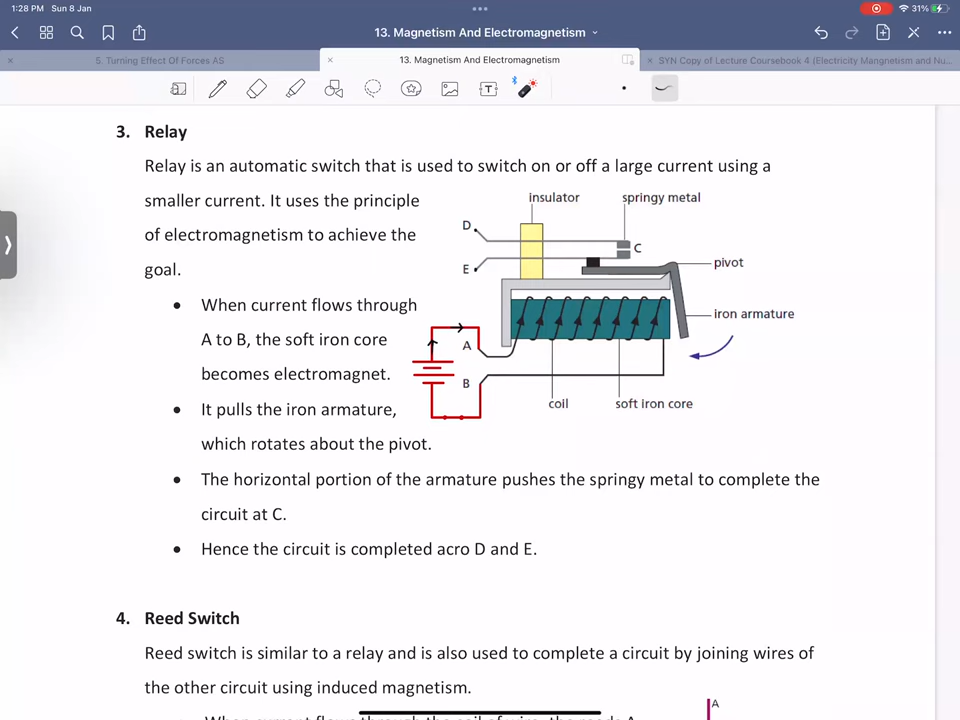 1:28 PM Sun 8 Jan
31%
13. Magnetism And Electromagnetism
5. Turning Effect Of Forces AS
13. Magnetism And Electromagnetism
SYN Copy of Lecture Coursebook 4 (Electricity Mangnetism and Nu...
T
3. Relay
Relay is an automatic switch that is used to switch on or off a large current using a
smaller current. It uses the principle
of electromagnetism to achieve the
goal.
• When current flows through
A to B, the soft iron core
becomes electromagnet.
• It pulls the iron armature,
which rotates about the pivot.
insulator
springy metal
D
C
E
pivot
iron armature
A
B
coil
soft iron core
• The horizontal portion of the armature pushes the springy metal to complete the
circuit at C.
• Hence the circuit is completed acro D and E.
4. Reed Switch
Reed switch is similar to a relay and is also used to complete a circuit by joining wires of
the other circuit using induced magnetism.
A